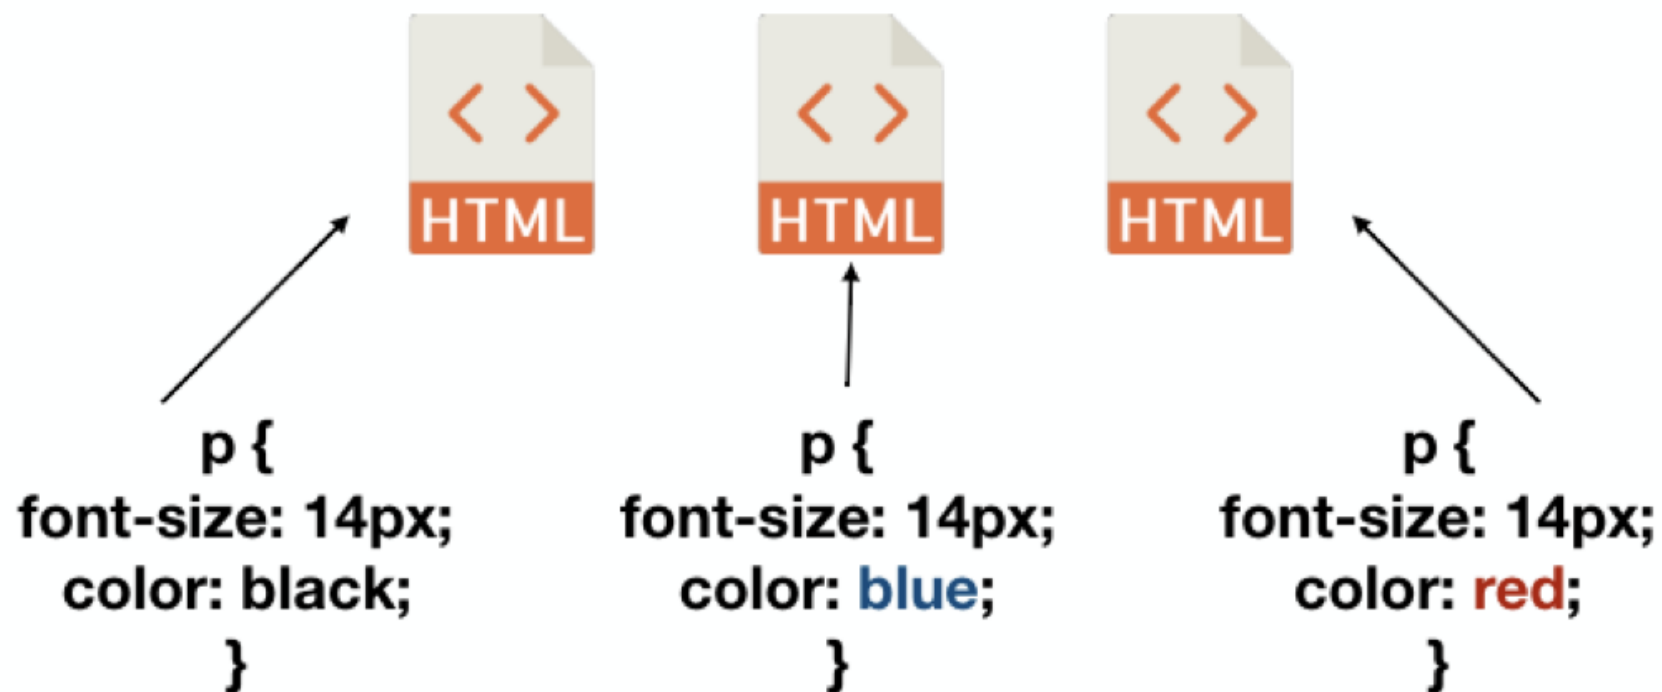 HTML
HTML
HTML
p {
font-size: 14px;
color: black;
}
p {
font-size: 14px;
color: blue;
}
p {
font-size: 14px;
color: red;
}